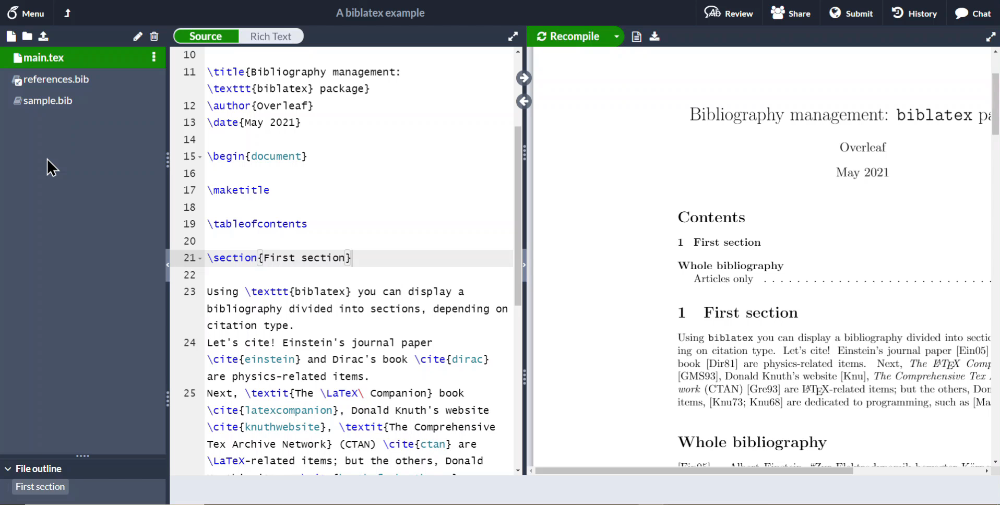 Menu
A biblatex example
Review
Share
Submit
History
Chat
Source
Rich Text
Recompile
main.tex
references.bib
sample.bib
File outline
First section
10
11 \title{Bibliography management:
\texttt{biblatex} package}
12 \author{Overleaf}
13 \date{May 2021}
14
15 \begin{document}
16
17 \maketitle
18
19 \tableofcontents
20
21 \section{First section}
22
23 Using \texttt{biblatex} you can display a
bibliography divided into sections, depending on
citation type.
24 Let's cite! Einstein's journal paper
\cite{einstein} and Dirac's book \cite{dirac}
are physics-related items.
25 Next, \textit{The \LaTeX\ Companion} book
\cite{latexcompanion}, Donald Knuth's website
\cite{knuthwebsite}, \textit{The Comprehensive
Tex Archive Network} (CTAN) \cite{ctan} are
\LaTeX-related items; but the others, Donald
Bibliography management: biblatex pa
Overleaf
May 2021
Contents
1 First section
Whole bibliography
Articles only . . . . . . . . . . . . . . . . . . . . . . . . . . . .
1 First section
Using biblatex you can display a bibliography divided into sectio
ing on citation type. Let's cite! Einstein's journal paper [Ein05]
book [Dir81] are physics-related items. Next, The LATEX Comp
[GMS93], Donald Knuth's website [Knu], The Comprehensive Tex
work (CTAN) [Gre93] are LATEX-related items; but the others, Don
items, [Knu73; Knu68] are dedicated to programming, such as [Ma
Whole bibliography